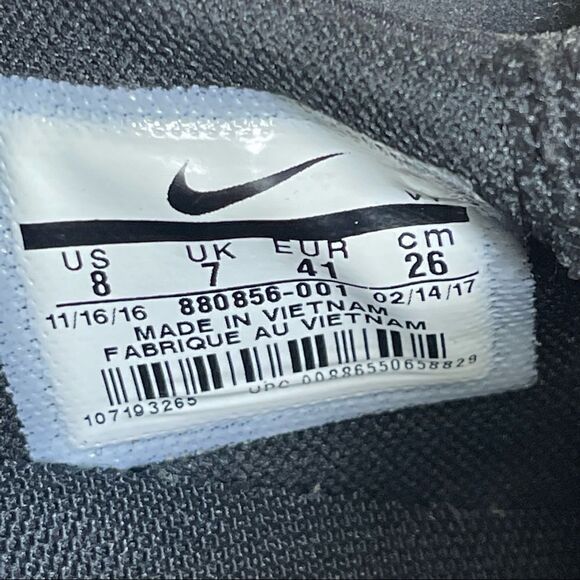 US UK EUR cm
8 7 41 26
11/16/16 880856-001 02/14/17
MADE IN VIETNAM
FABRIQUE AU VIETNAM
107193265 UPC 00886550658829